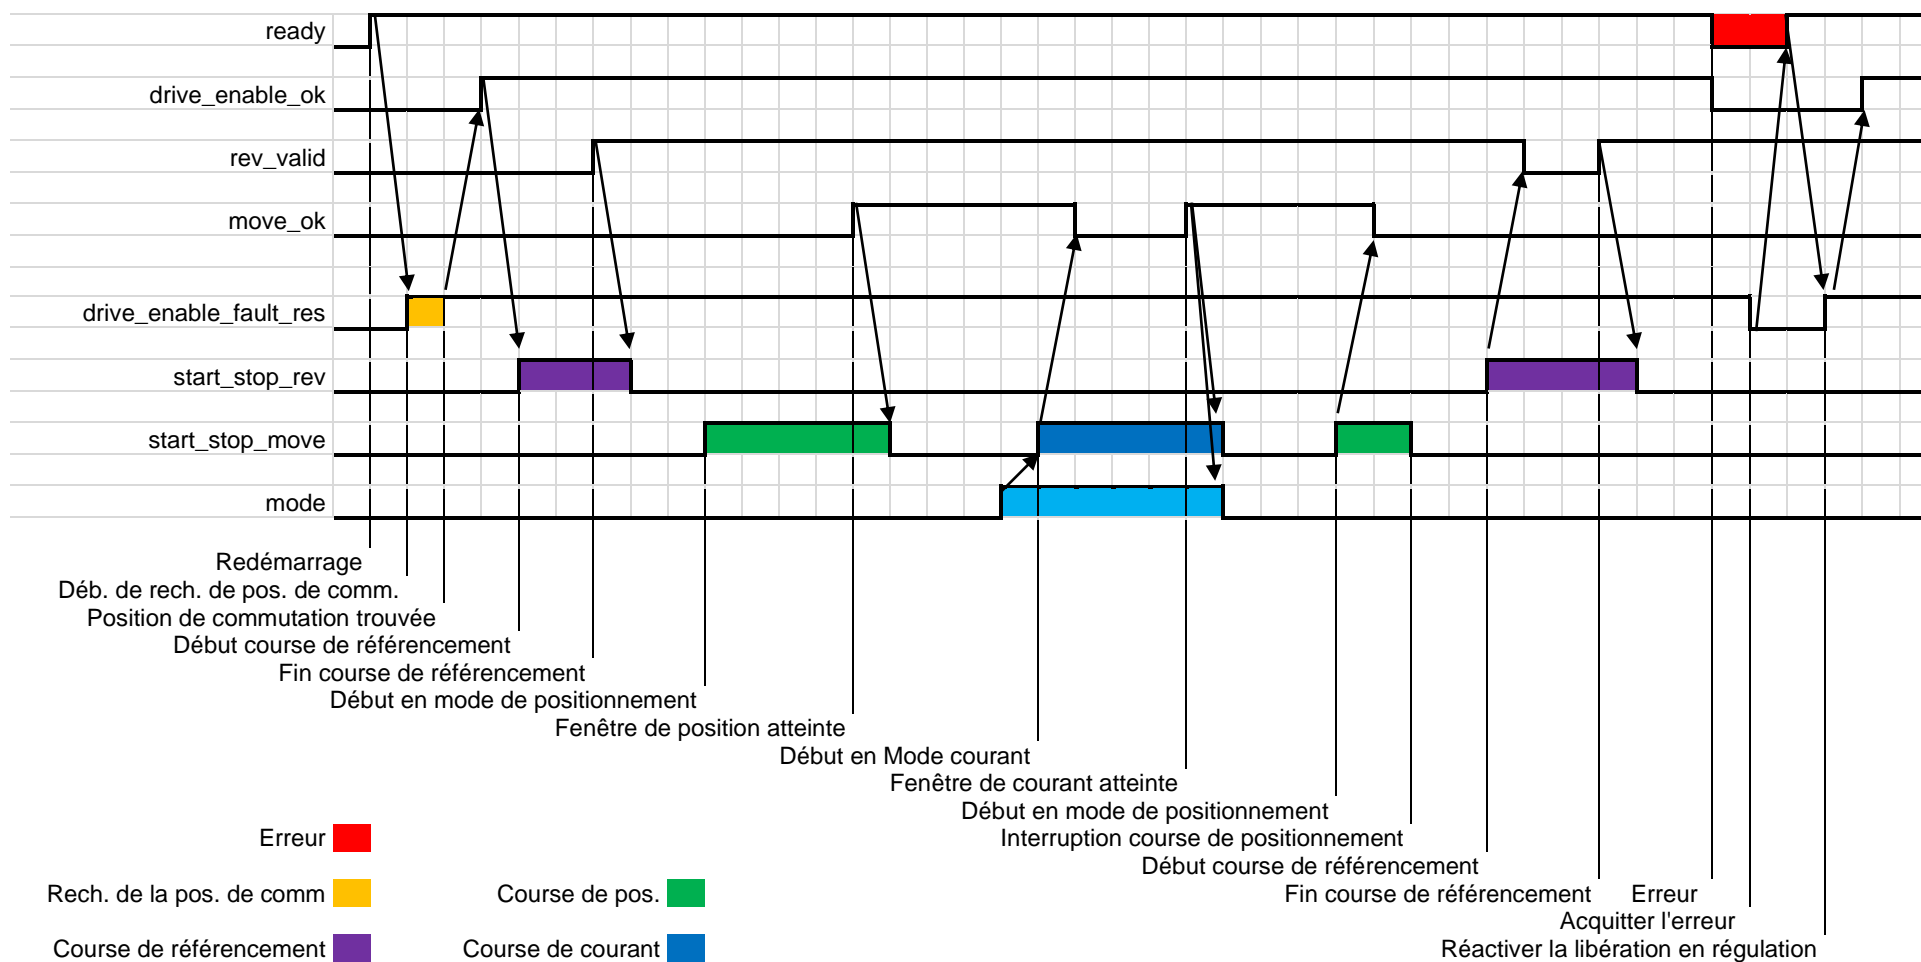 ready
drive_enable_ok
rev_valid
move_ok
drive_enable_fault_res
start_stop_rev
start_stop_move
mode
Redémarrage
Déb. de rech. de pos. de comm.
Position de commutation trouvée
Début course de référencement
Fin course de référencement
Début en mode de positionnement
Fenêtre de position atteinte
Début en Mode courant
Fenêtre de courant atteinte
Début en mode de positionnement
Interruption course de positionnement
Début course de référencement
Fin course de référencement
Erreur
Acquitter l'erreur
Réactiver la libération en régulation
Erreur
Rech. de la pos. de comm
Course de pos.
Course de référencement
Course de courant